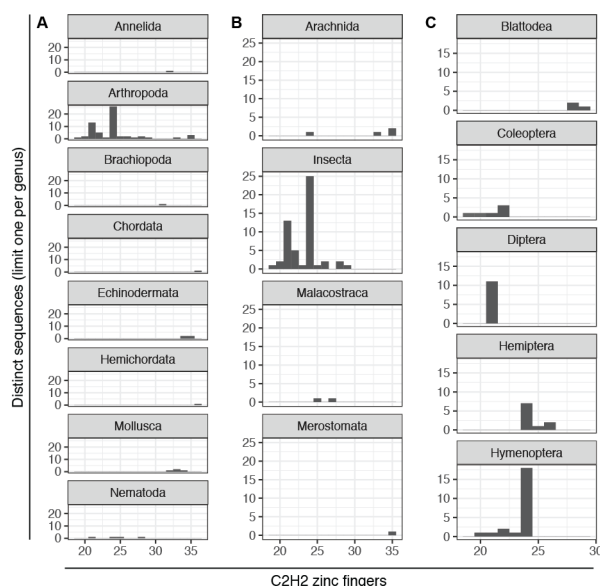 A
B
C
Annelida
20
10
0
Arthropoda
20
10
0
Brachiopoda
20
10
0
Chordata
20
10
0
Echinodermata
20
10
0
Hemichordata
20
10
0
Mollusca
20
10
0
Nematoda
20
10
0
20 25 30 35
Arachnida
25
20
15
10
5
0
Insecta
25
20
15
10
5
0
Malacostraca
25
20
15
10
5
0
Merostomata
25
20
15
10
5
0
20 25 30 35
Blattodea
15
10
5
0
Coleoptera
15
10
5
0
Diptera
15
10
5
0
Hemiptera
15
10
5
0
Hymenoptera
15
10
5
0
20 25 30
Distinct sequences (limit one per genus)
C2H2 zinc fingers